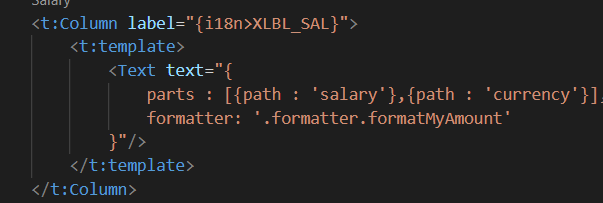 Salary
<t:Column label="{i18n>XLBL_SAL}">
<t:template>
<Text text="{
parts : [{path : 'salary'},{path : 'currency'}],
formatter: '.formatter.formatMyAmount'
}"/>
</t:template>
</t:Column>